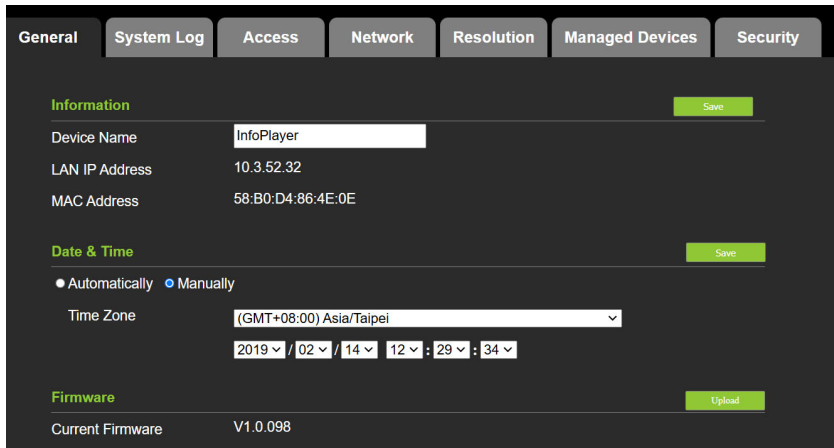 General System Log Access Network Resolution Managed Devices Security
Information Save
Device Name InfoPlayer
LAN IP Address 10.3.52.32
MAC Address 58:B0:D4:86:4E:0E
Date & Time Save
Automatically Manually
Time Zone (GMT+08:00) Asia/Taipei
2019 / 02 / 14 12 : 29 : 34
Firmware Upload
Current Firmware V1.0.098